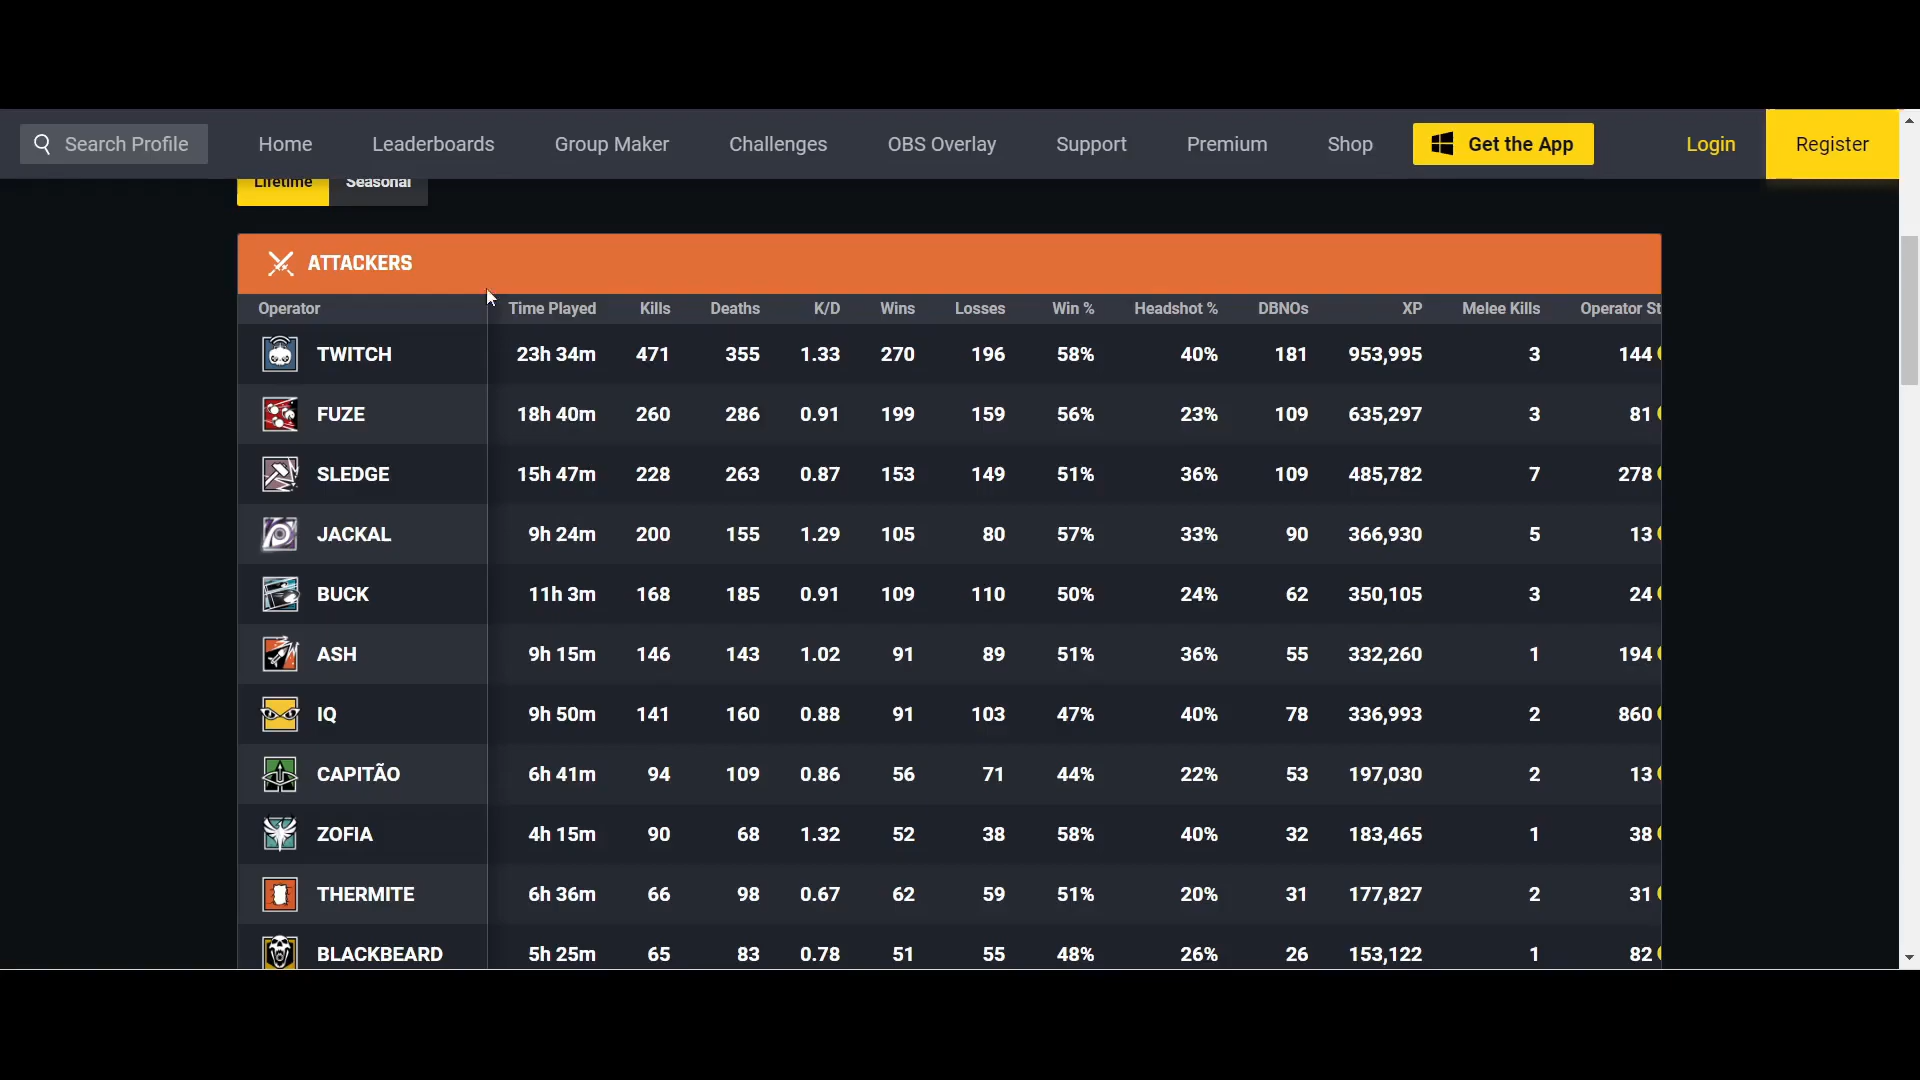 Search Profile Home Leaderboards Group Maker Challenges OBS Overlay Support Premium Shop Get the App Login Register
Lifetime Seasonal
ATTACKERS
Operator Time Played Kills Deaths K/D Wins Losses Win % Headshot % DBNOs XP Melee Kills Operator St
TWITCH 23h 34m 471 355 1.33 270 196 58% 40% 181 953,995 3 144
FUZE 18h 40m 260 286 0.91 199 159 56% 23% 109 635,297 3 81
SLEDGE 15h 47m 228 263 0.87 153 149 51% 36% 109 485,782 7 278
JACKAL 9h 24m 200 155 1.29 105 80 57% 33% 90 366,930 5 13
BUCK 11h 3m 168 185 0.91 109 110 50% 24% 62 350,105 3 24
ASH 9h 15m 146 143 1.02 91 89 51% 36% 55 332,260 1 194
IQ 9h 50m 141 160 0.88 91 103 47% 40% 78 336,993 2 860
CAPITÃO 6h 41m 94 109 0.86 56 71 44% 22% 53 197,030 2 13
ZOFIA 4h 15m 90 68 1.32 52 38 58% 40% 32 183,465 1 38
THERMITE 6h 36m 66 98 0.67 62 59 51% 20% 31 177,827 2 31
BLACKBEARD 5h 25m 65 83 0.78 51 55 48% 26% 26 153,122 1 82